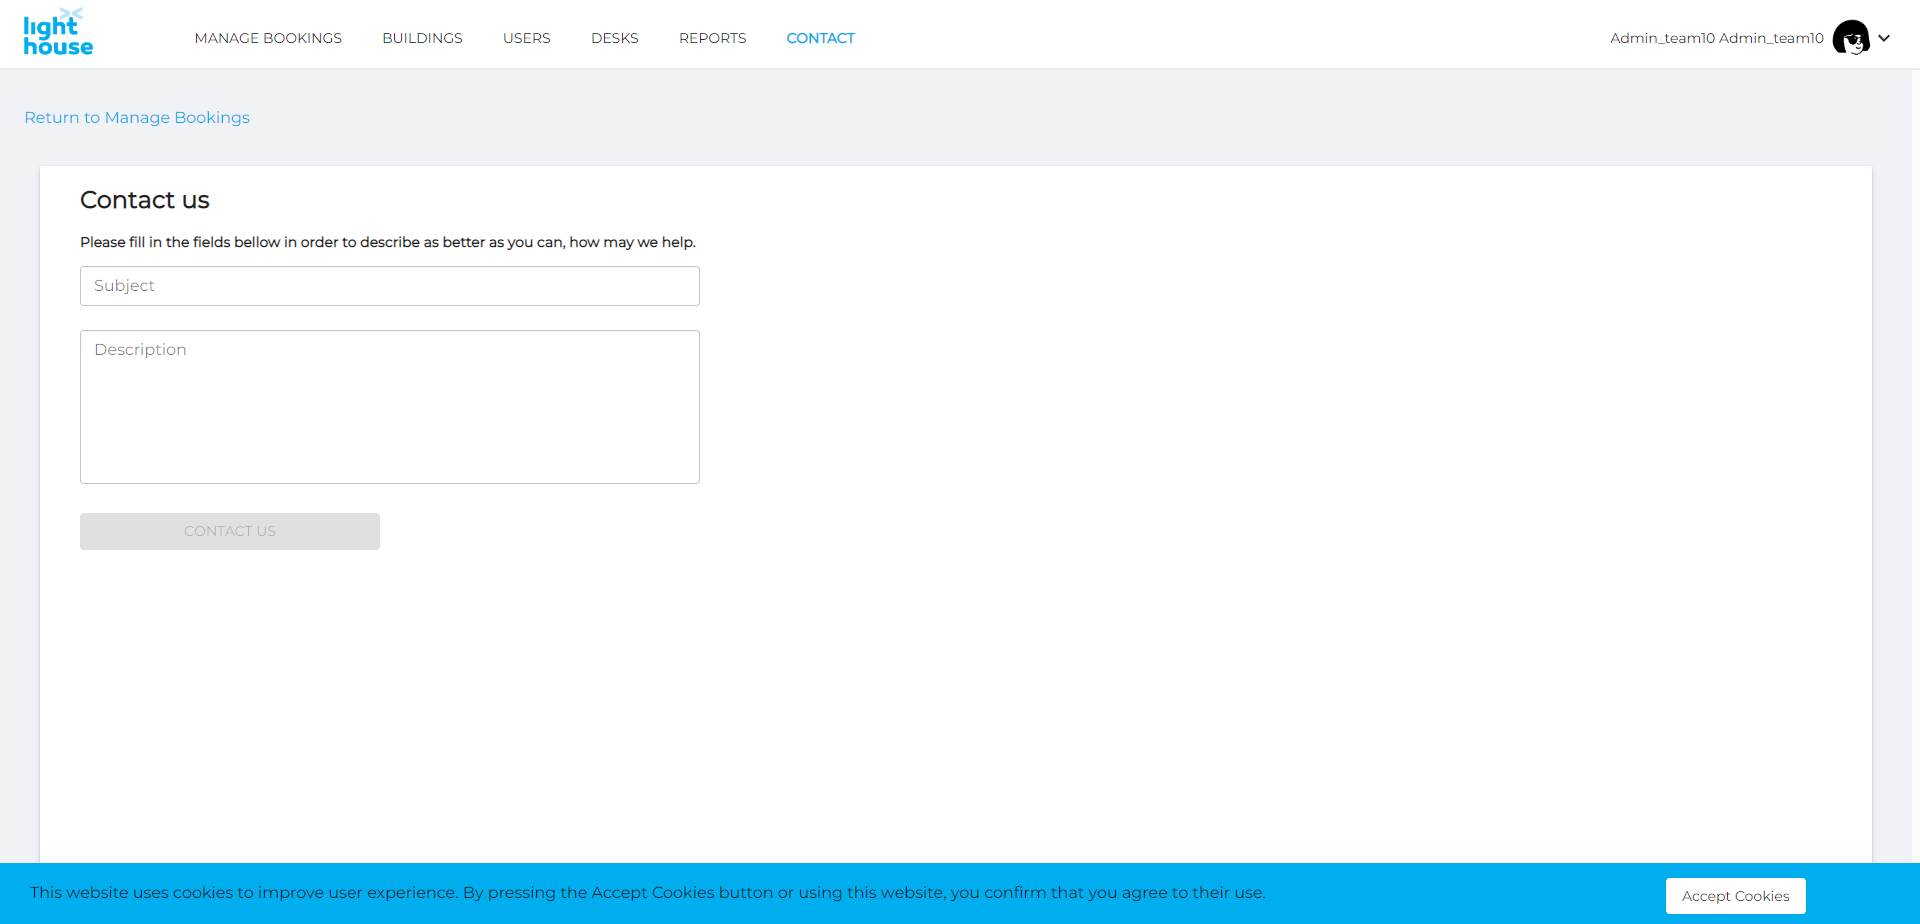 light
house
MANAGE BOOKINGS BUILDINGS USERS DESKS REPORTS CONTACT Admin_team10 Admin_team10
Return to Manage Bookings
Contact us
Please fill in the fields bellow in order to describe as better as you can, how may we help.
Subject
Description
CONTACT US
This website uses cookies to improve user experience. By pressing the Accept Cookies button or using this website, you confirm that you agree to their use.
Accept Cookies